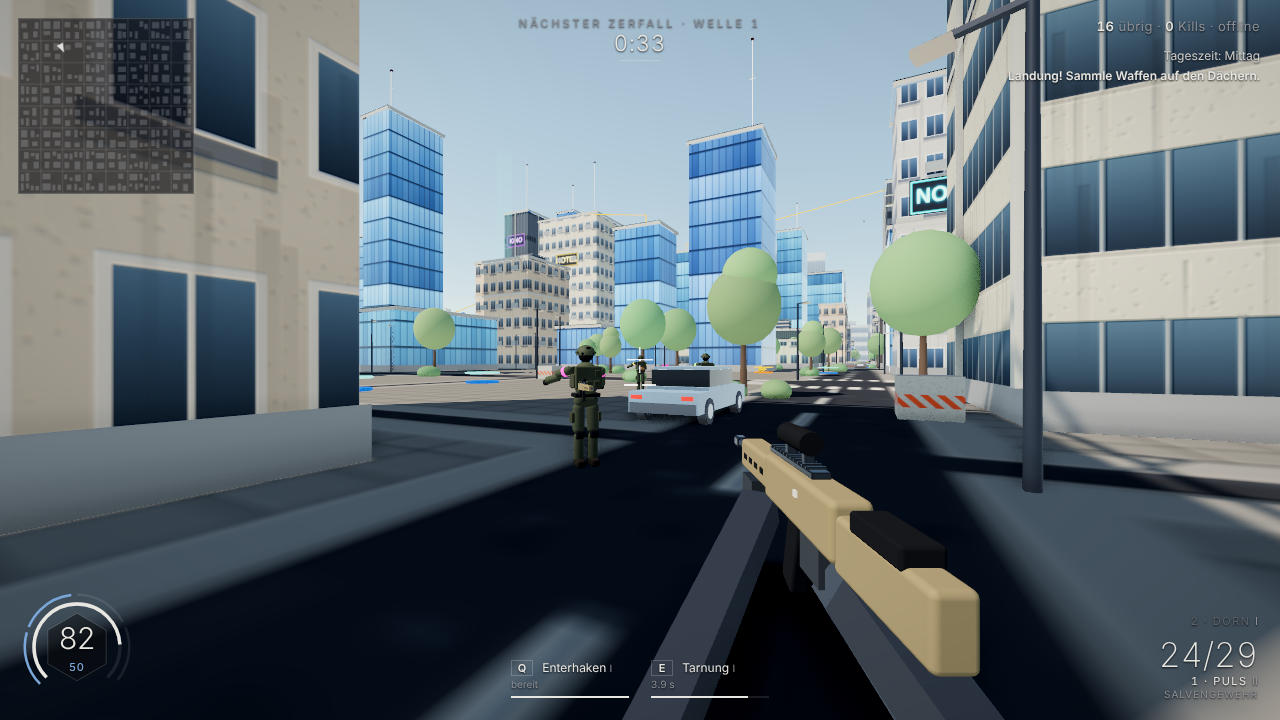 NÄCHSTER ZERFALL · WELLE 1
0:33
16 übrig · 0 Kills · offline
Tageszeit: Mittag
Landung! Sammle Waffen auf den Dächern.
NO
HOTEL
82
50
Q Enterhaken I
bereit
E Tarnung I
3.9 s
2 · DORN I
24/29
1 · PULS II
SALVENGEWEHR